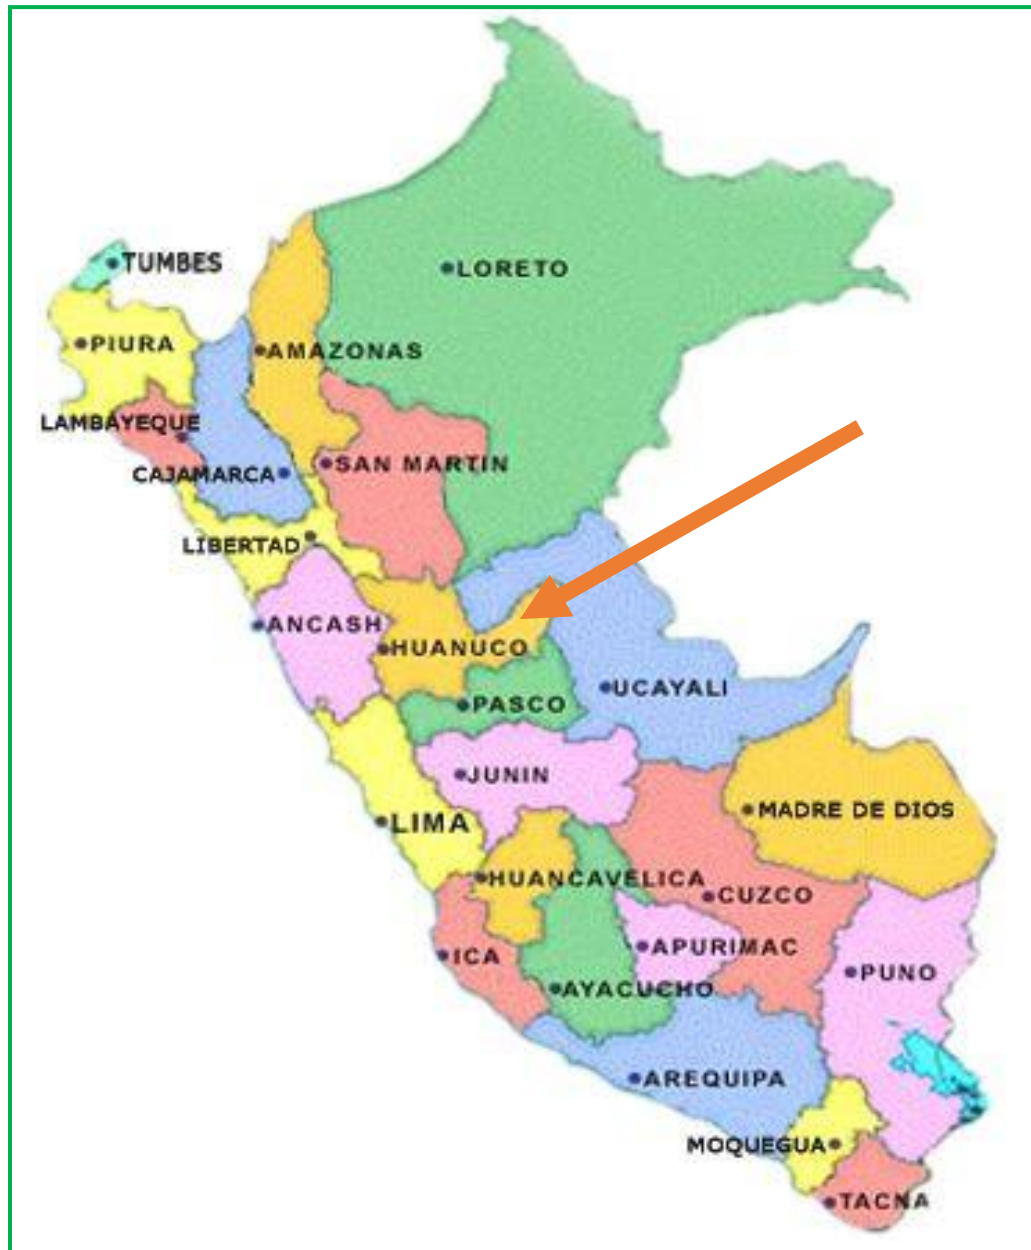 TUMBES
LORETO
PIURA
AMAZONAS
LAMBAYEQUE
SAN MARTIN
CAJAMARCA
LIBERTAD
ANCASH
HUANUCO
UCAYALI
PASCO
JUNIN
MADRE DE DIOS
LIMA
HUANCAVELICA
CUZCO
APURIMAC
ICA
PUNO
AYACUCHO
AREQUIPA
MOQUEGUA
TACNA